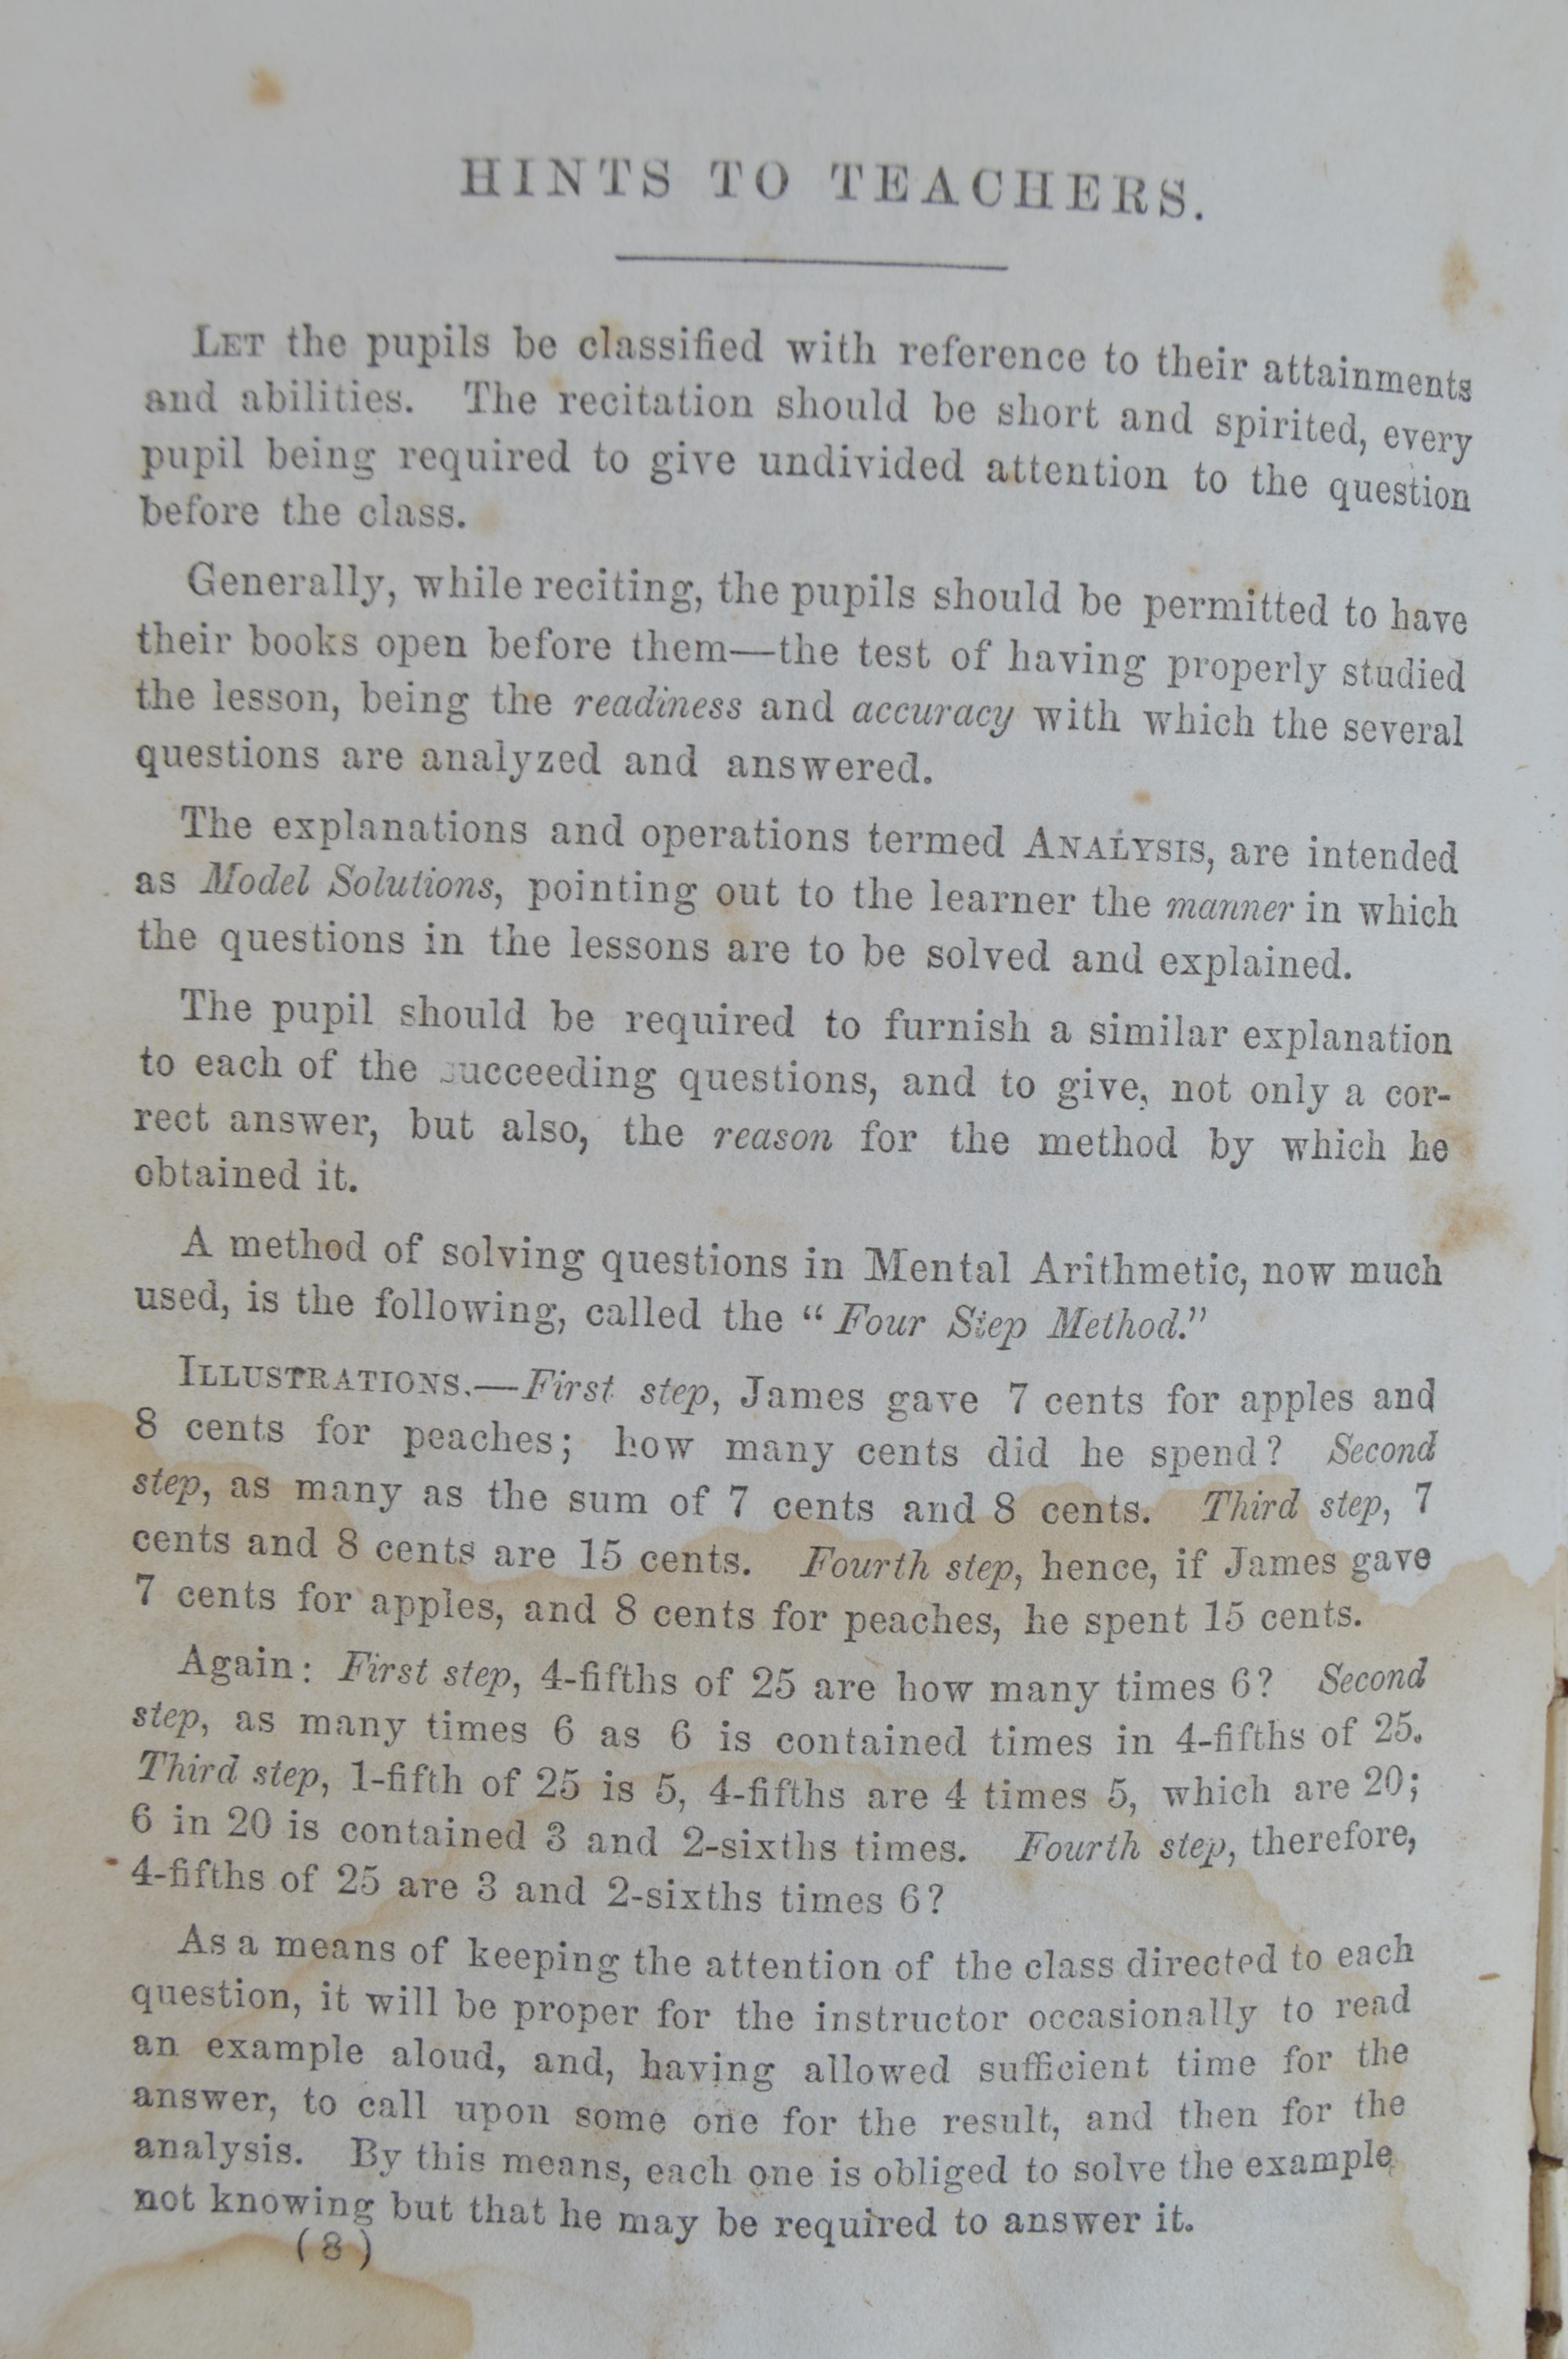 HINTS TO TEACHERS.
LET the pupils be classified with reference to their attainments
and abilities. The recitation should be short and spirited, every
pupil being required to give undivided attention to the question
before the class.
Generally, while reciting, the pupils should be permitted to have
their books open before them—the test of having properly studied
the lesson, being the readiness and accuracy with which the several
questions are analyzed and answered.
The explanations and operations termed ANALYSIS, are intended
as Model Solutions, pointing out to the learner the manner in which
the questions in the lessons are to be solved and explained.
The pupil should be required to furnish a similar explanation
to each of the succeeding questions, and to give, not only a cor-
rect answer, but also, the reason for the method by which he
obtained it.
A method of solving questions in Mental Arithmetic, now much
used, is the following, called the "Four Step Method."
ILLUSTRATIONS.—First step, James gave 7 cents for apples and
8 cents for peaches; how many cents did he spend? Second
step, as many as the sum of 7 cents and 8 cents. Third step, 7
cents and 8 cents are 15 cents. Fourth step, hence, if James gave
7 cents for apples, and 8 cents for peaches, he spent 15 cents.
Again: First step, 4-fifths of 25 are how many times 6? Second
step, as many times 6 as 6 is contained times in 4-fifths of 25.
Third step, 1-fifth of 25 is 5, 4-fifths are 4 times 5, which are 20;
6 in 20 is contained 3 and 2-sixths times. Fourth step, therefore,
4-fifths of 25 are 3 and 2-sixths times 6?
As a means of keeping the attention of the class directed to each
question, it will be proper for the instructor occasionally to read
an example aloud, and, having allowed sufficient time for the
answer, to call upon some one for the result, and then for the
analysis. By this means, each one is obliged to solve the example
not knowing but that he may be required to answer it.
(8)